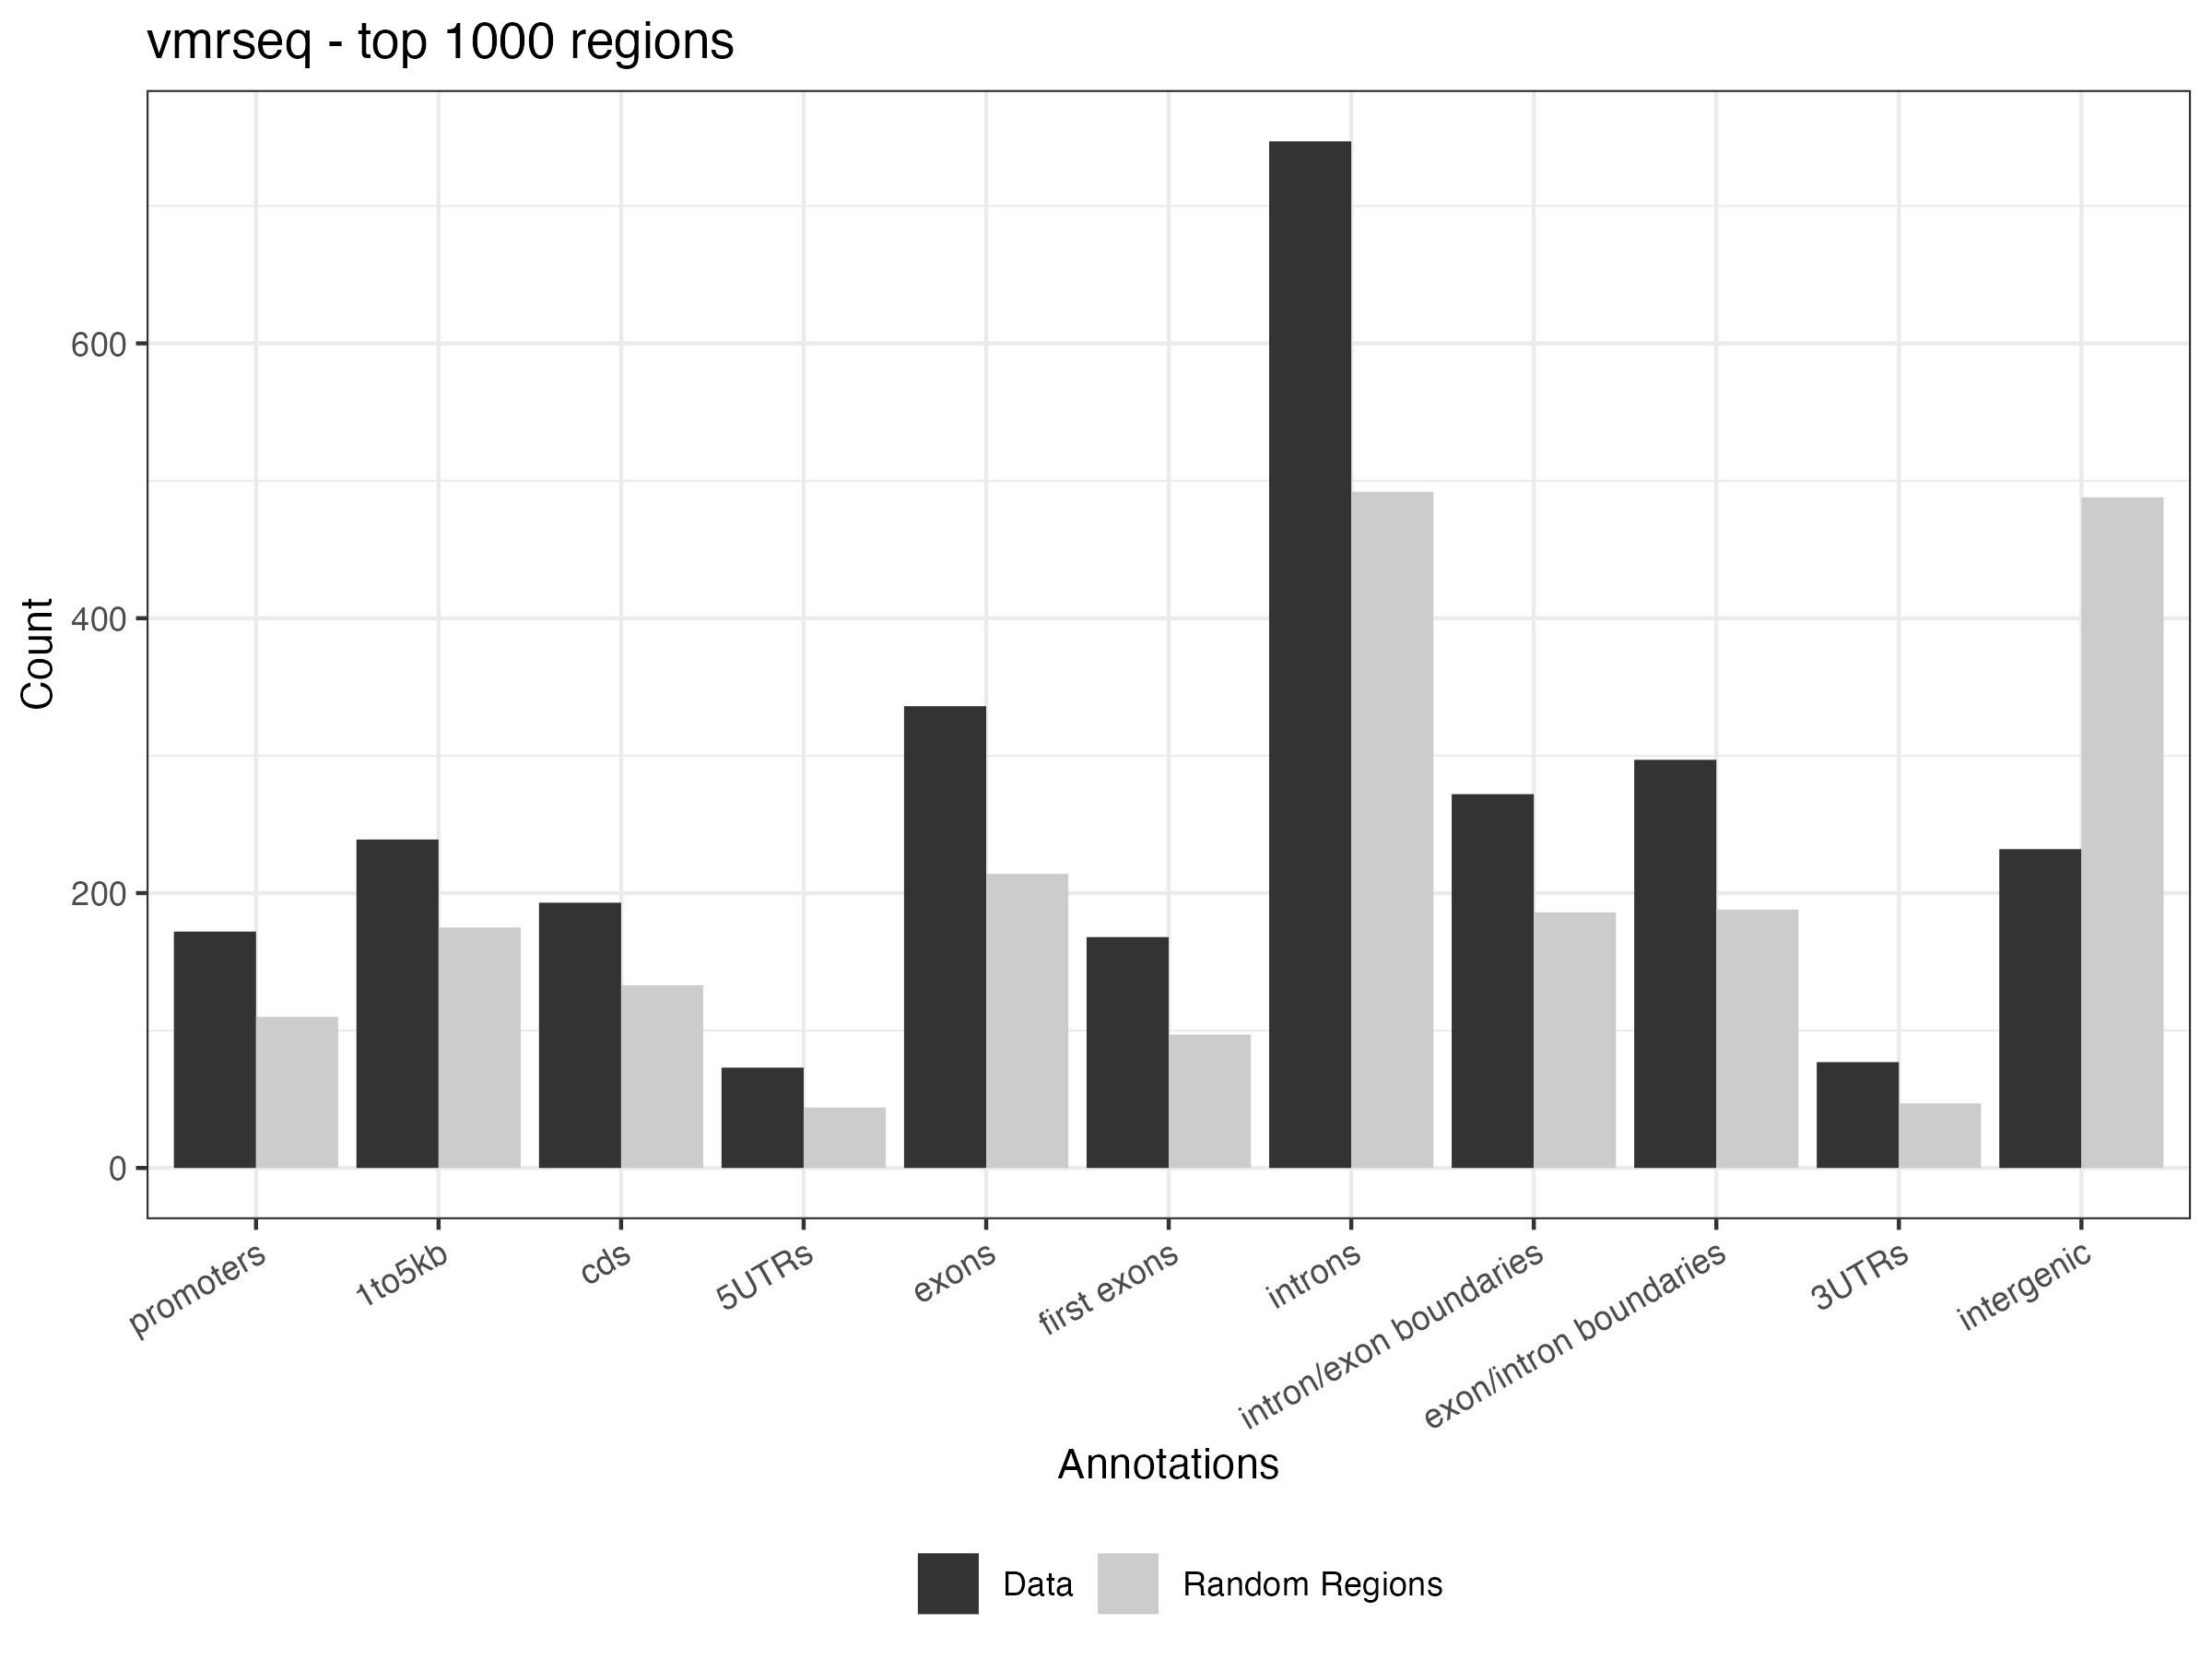 vmrseq - top 1000 regions
Count
600
400
200
0
promoters
1to5kb
cds
5UTRs
exons
first exons
introns
intron/exon boundaries
exon/intron boundaries
3UTRs
intergenic
Annotations
Data
Random Regions